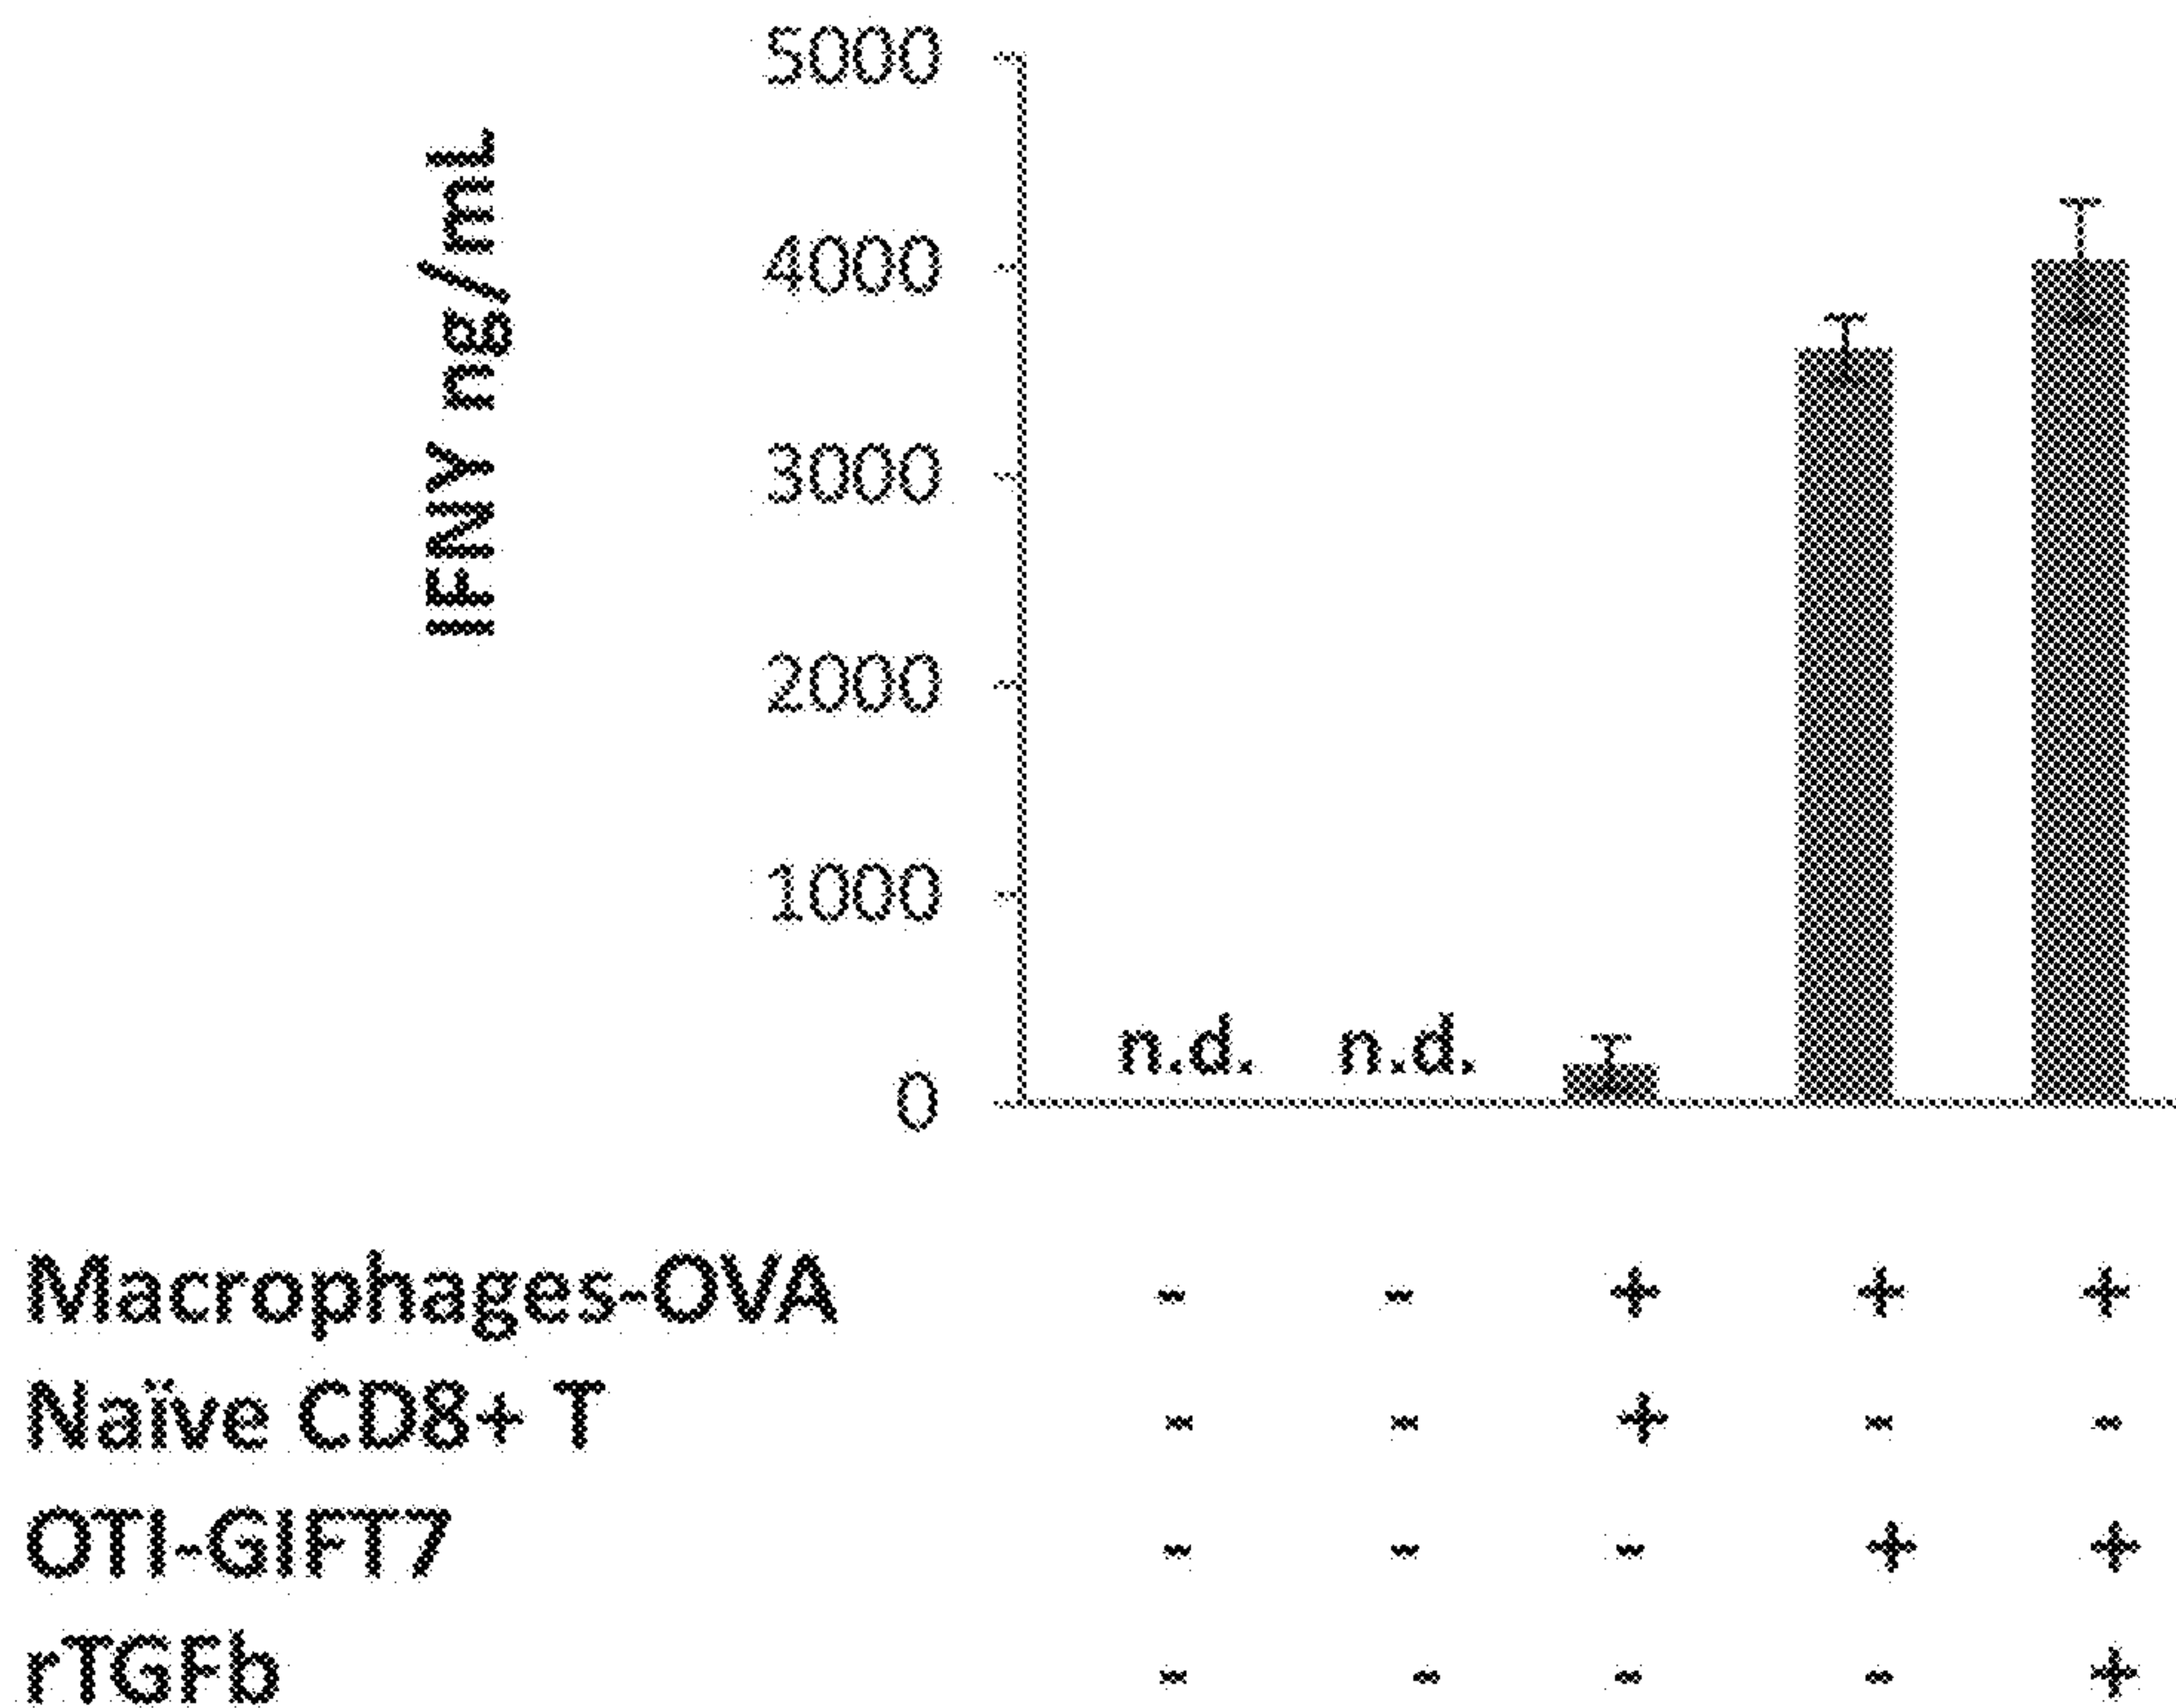 IFNγ ng/mL
5000
4000
3000
2000
1000
0
n.d. n.d.
Macrophages-OVA - - + + +
Naïve CD8+ T - - + - -
OTI-GIFT7 - - - + +
rTGFb - - - - +